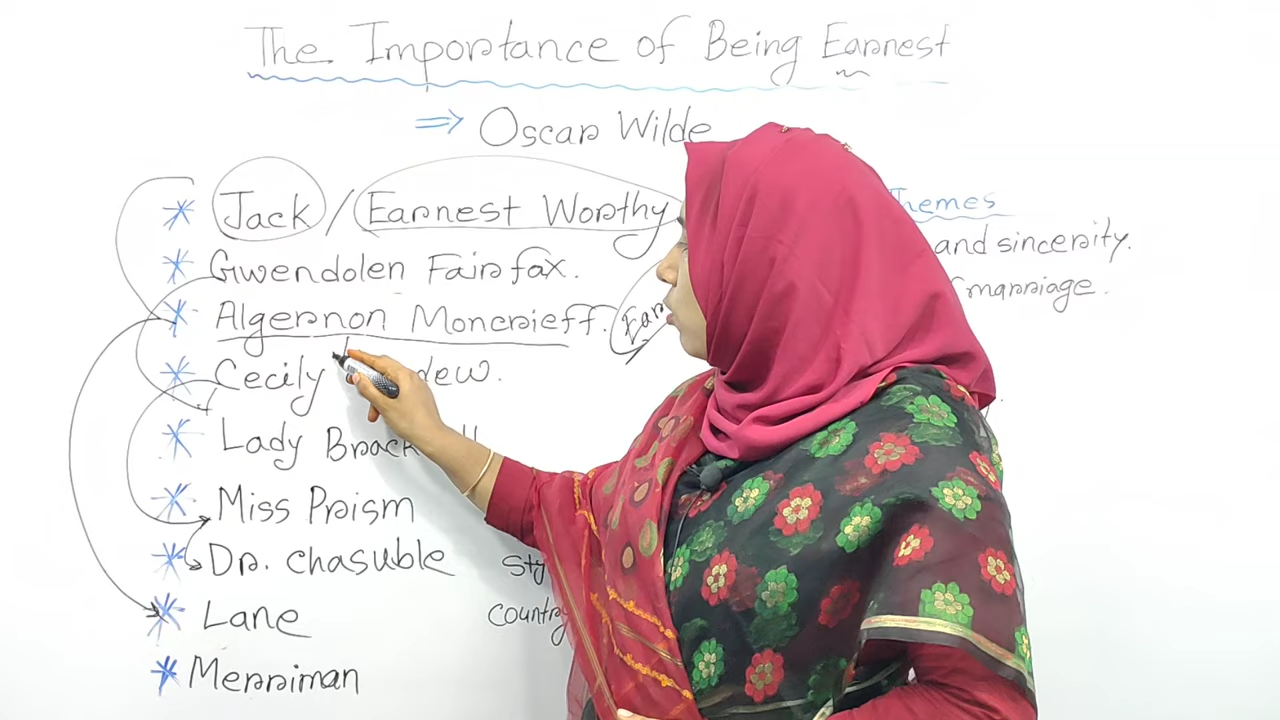 The Importance of Being Earnest
⇒ Oscar Wilde
* Jack / Earnest Worthy
* Gwendolen Fairfax.
* Algernon Moncrieff.
* Cecily
* Lady
* Miss Prism
* Dr. Chasuble
* Lane
* Merriman
Themes
and sincerity.
marriage.
Country